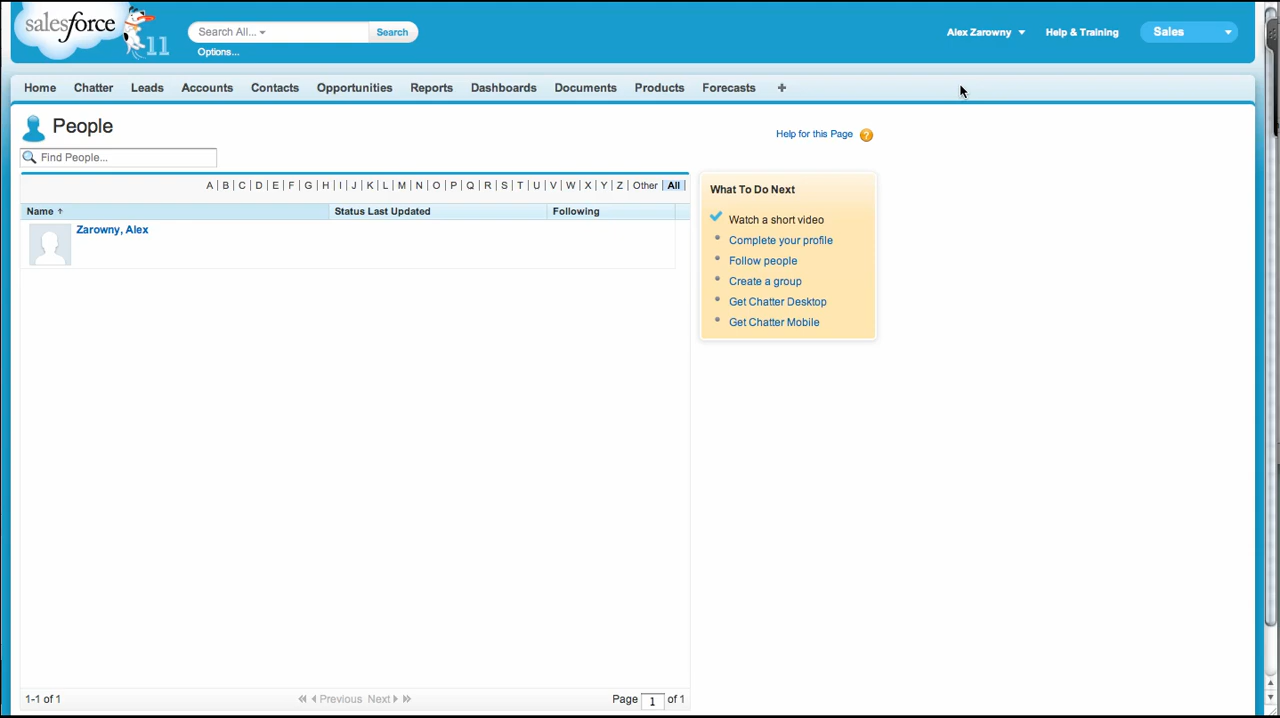 salesforce
11
Search All...
Search
Options...
Alex Zarowny
Help & Training
Sales
Home Chatter Leads Accounts Contacts Opportunities Reports Dashboards Documents Products Forecasts +
People
Help for this Page ?
Find People...
A | B | C | D | E | F | G | H | I | J | K | L | M | N | O | P | Q | R | S | T | U | V | W | X | Y | Z | Other | All
Name Status Last Updated Following
Zarowny, Alex
What To Do Next
Watch a short video
Complete your profile
Follow people
Create a group
Get Chatter Desktop
Get Chatter Mobile
1-1 of 1
Previous Next
Page 1 of 1